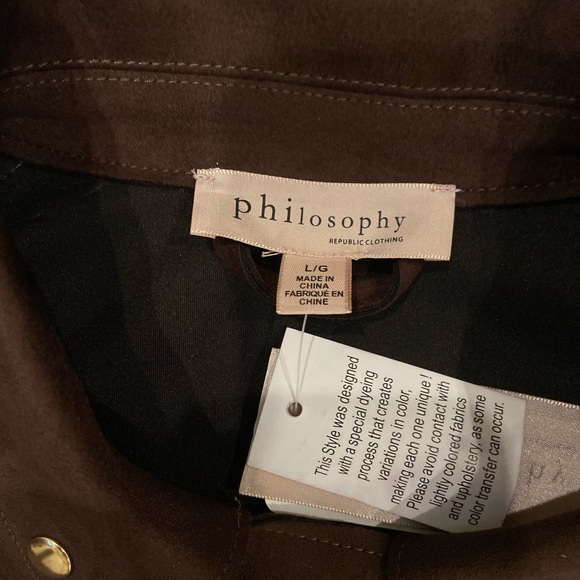 philosophy
REPUBLIC CLOTHING
L/G
MADE IN
CHINA
FABRIQUÉ EN
CHINE
This Style was designed
with a special dyeing
process that creates
variations in color,
making each one unique !
Please avoid contact with
lightly colored fabrics
and upholstery, as some
color transfer can occur.